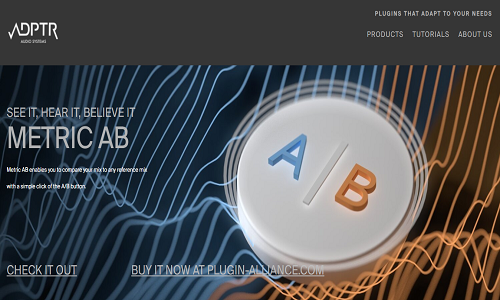 PLUGINS THAT ADAPT TO YOUR NEEDS
ADPTR
AUDIO SYSTEMS
PRODUCTS TUTORIALS ABOUT US
SEE IT, HEAR IT, BELIEVE IT
METRIC AB
Metric AB enables you to compare your mix to any reference mix
with a simple click of the A/B button.
A/B
CHECK IT OUT BUY IT NOW AT PLUGIN-ALLIANCE.COM